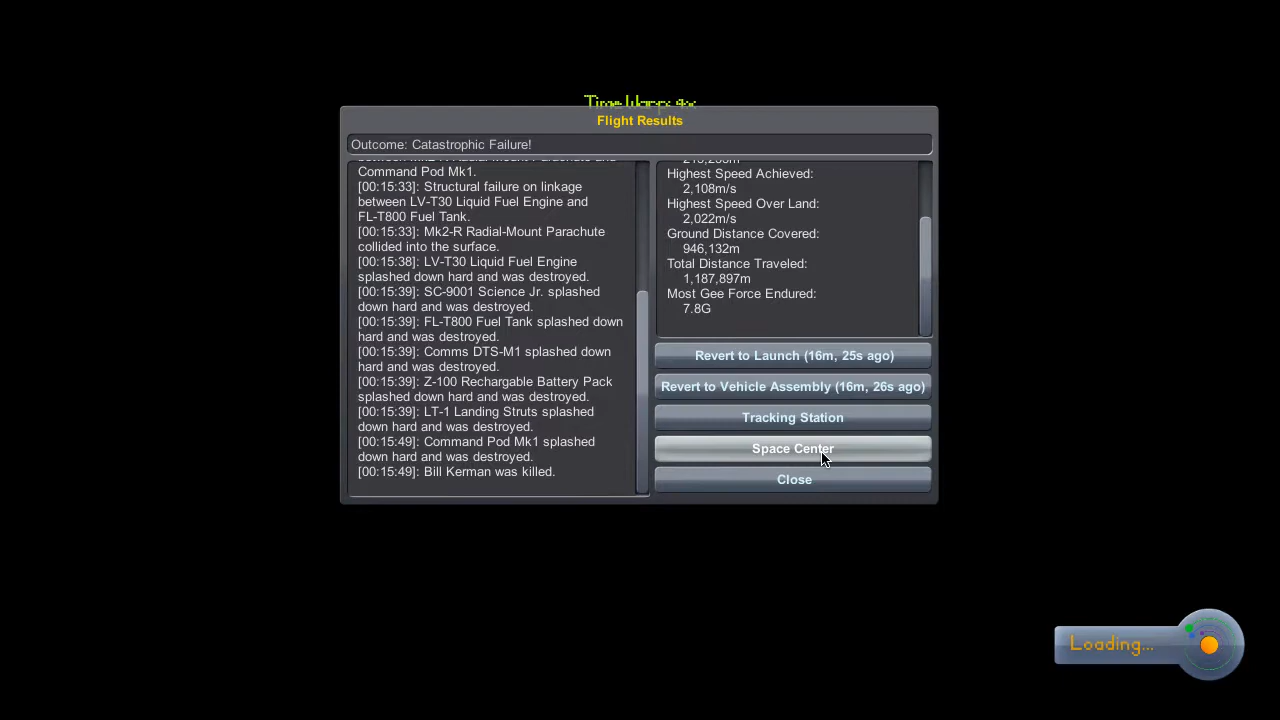 Time Warp: 4x
Flight Results
Outcome: Catastrophic Failure!
between Mk2-R Radial-Mount Parachute and
Command Pod Mk1.
[00:15:33]: Structural failure on linkage
between LV-T30 Liquid Fuel Engine and
FL-T800 Fuel Tank.
[00:15:33]: Mk2-R Radial-Mount Parachute
collided into the surface.
[00:15:38]: LV-T30 Liquid Fuel Engine
splashed down hard and was destroyed.
[00:15:39]: SC-9001 Science Jr. splashed
down hard and was destroyed.
[00:15:39]: FL-T800 Fuel Tank splashed down
hard and was destroyed.
[00:15:39]: Comms DTS-M1 splashed down
hard and was destroyed.
[00:15:39]: Z-100 Rechargable Battery Pack
splashed down hard and was destroyed.
[00:15:39]: LT-1 Landing Struts splashed
down hard and was destroyed.
[00:15:49]: Command Pod Mk1 splashed
down hard and was destroyed.
[00:15:49]: Bill Kerman was killed.
Highest Speed Achieved:
2,108m/s
Highest Speed Over Land:
2,022m/s
Ground Distance Covered:
946,132m
Total Distance Traveled:
1,187,897m
Most Gee Force Endured:
7.8G
Revert to Launch (16m, 25s ago)
Revert to Vehicle Assembly (16m, 26s ago)
Tracking Station
Space Center
Close
Loading...